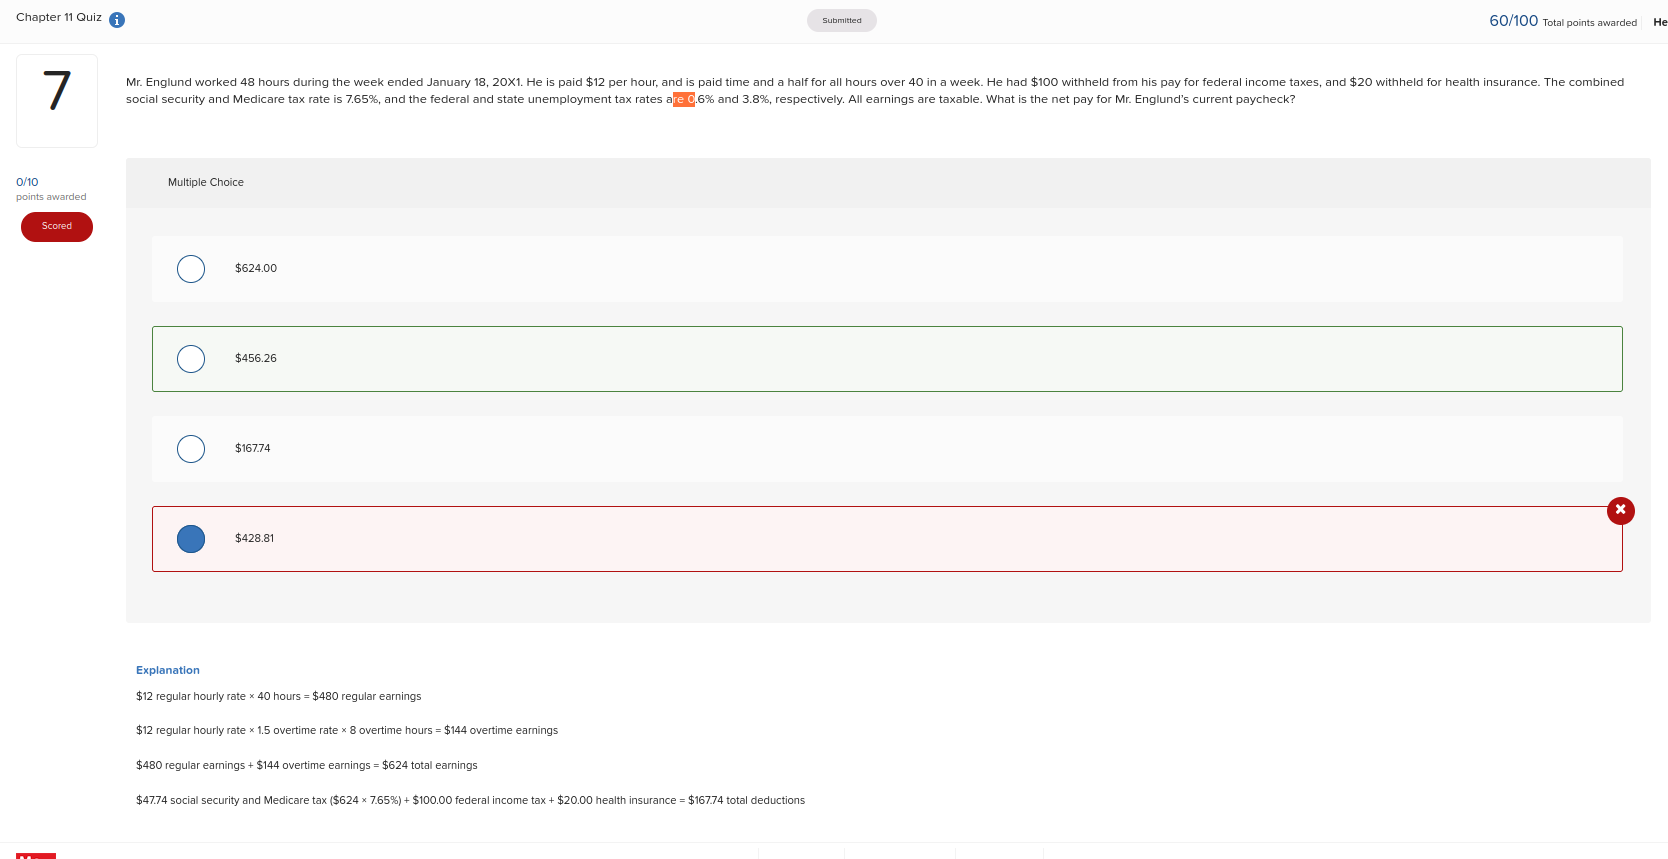 Chapter 11 Quiz i
Submitted
60/100 Total points awarded
He
7
Mr. Englund worked 48 hours during the week ended January 18, 20X1. He is paid $12 per hour, and is paid time and a half for all hours over 40 in a week. He had $100 withheld from his pay for federal income taxes, and $20 withheld for health insurance. The combined
social security and Medicare tax rate is 7.65%, and the federal and state unemployment tax rates are 0.6% and 3.8%, respectively. All earnings are taxable. What is the net pay for Mr. Englund's current paycheck?
0/10
points awarded
Scored
Multiple Choice
$624.00
$456.26
$167.74
$428.81
Explanation
$12 regular hourly rate × 40 hours = $480 regular earnings
$12 regular hourly rate × 1.5 overtime rate × 8 overtime hours = $144 overtime earnings
$480 regular earnings + $144 overtime earnings = $624 total earnings
$47.74 social security and Medicare tax ($624 × 7.65%) + $100.00 federal income tax + $20.00 health insurance = $167.74 total deductions